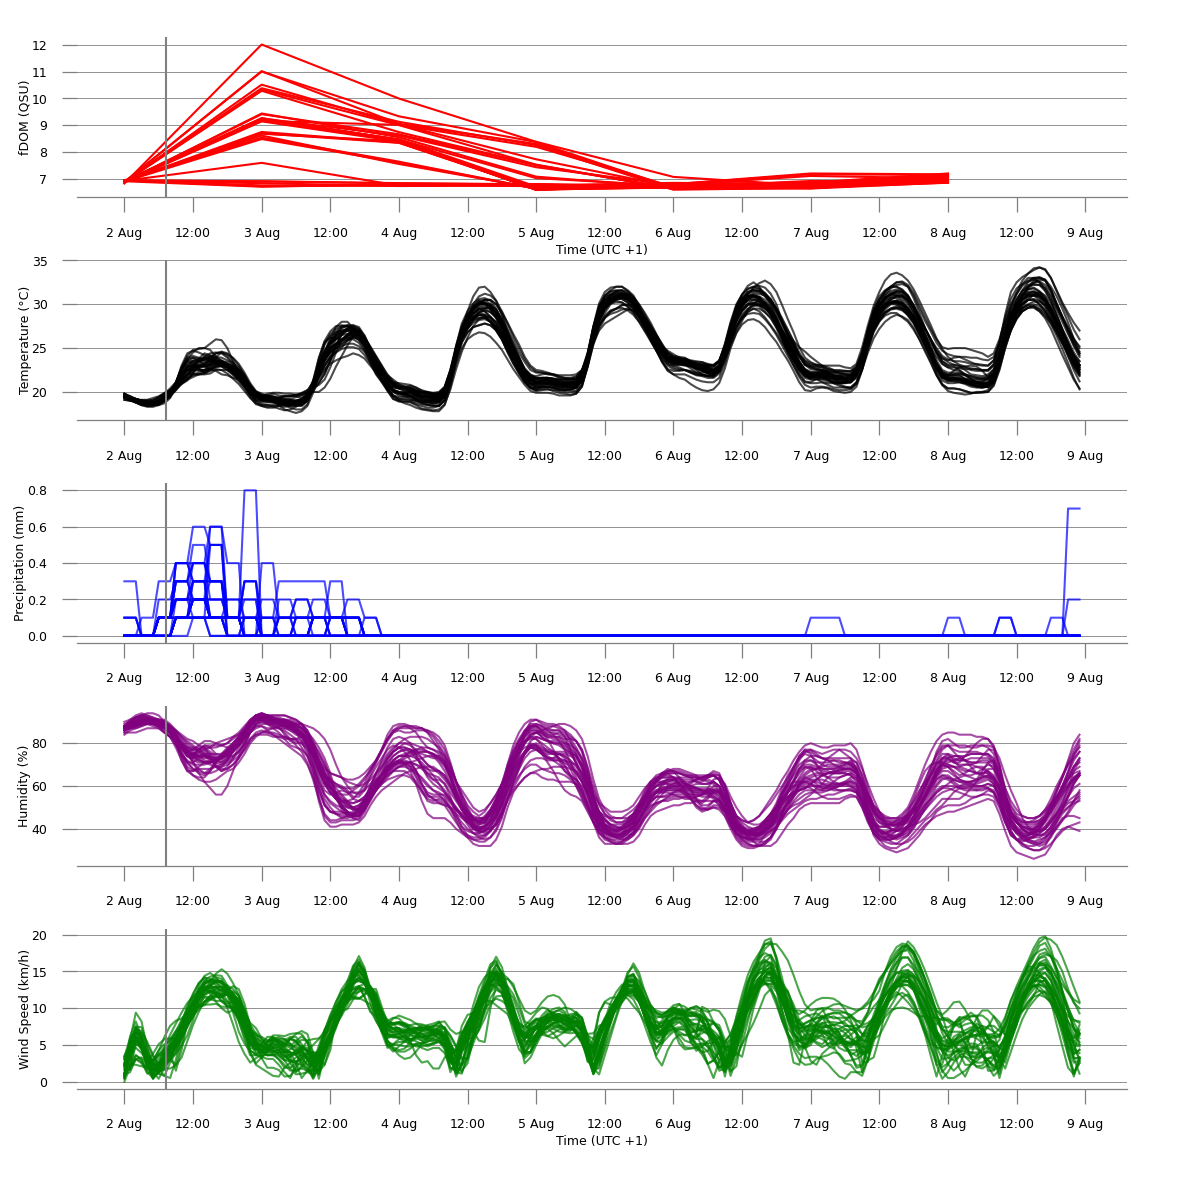 12
11
10
9
8
7
fDOM (QSU)
2 Aug 12:00 3 Aug 12:00 4 Aug 12:00 5 Aug 12:00 6 Aug 12:00 7 Aug 12:00 8 Aug 12:00 9 Aug
Time (UTC +1)
35
30
25
20
Temperature (°C)
2 Aug 12:00 3 Aug 12:00 4 Aug 12:00 5 Aug 12:00 6 Aug 12:00 7 Aug 12:00 8 Aug 12:00 9 Aug
0.8
0.6
0.4
0.2
0.0
Precipitation (mm)
2 Aug 12:00 3 Aug 12:00 4 Aug 12:00 5 Aug 12:00 6 Aug 12:00 7 Aug 12:00 8 Aug 12:00 9 Aug
80
60
40
Humidity (%)
2 Aug 12:00 3 Aug 12:00 4 Aug 12:00 5 Aug 12:00 6 Aug 12:00 7 Aug 12:00 8 Aug 12:00 9 Aug
20
15
10
5
0
Wind Speed (km/h)
2 Aug 12:00 3 Aug 12:00 4 Aug 12:00 5 Aug 12:00 6 Aug 12:00 7 Aug 12:00 8 Aug 12:00 9 Aug
Time (UTC +1)